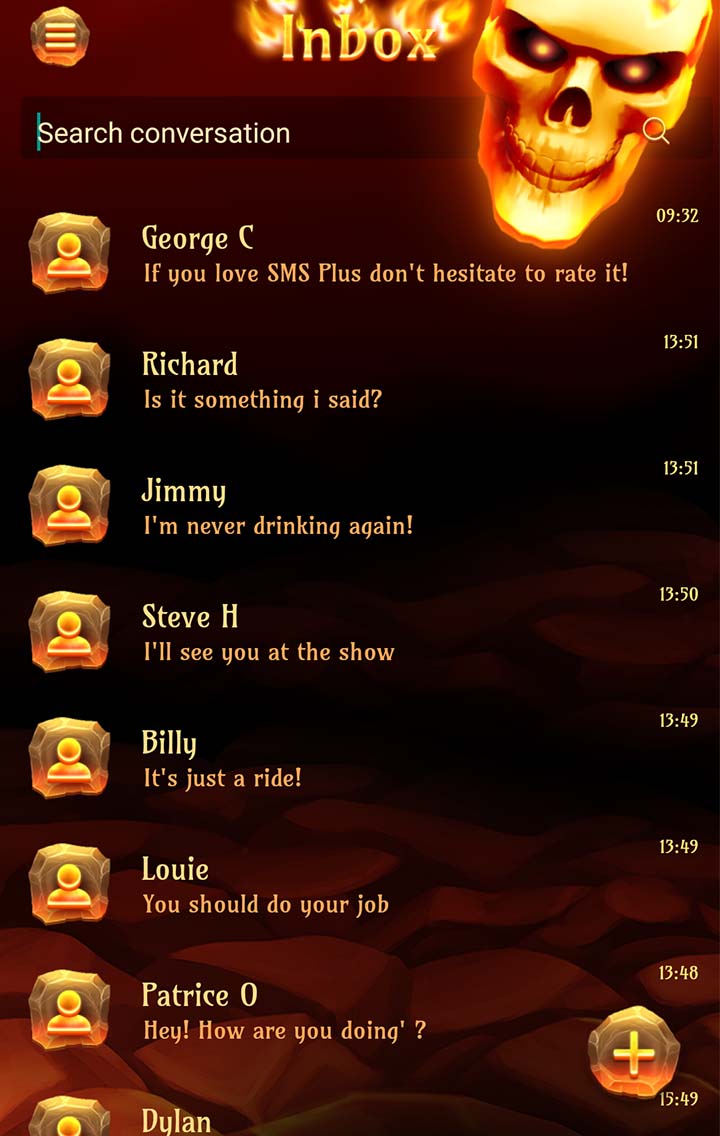 Inbox
Search conversation
09:32
George C
If you love SMS Plus don't hesitate to rate it!
13:51
Richard
Is it something i said?
13:51
Jimmy
I'm never drinking again!
13:50
Steve H
I'll see you at the show
13:49
Billy
It's just a ride!
13:49
Louie
You should do your job
13:48
Patrice O
Hey! How are you doing' ?
15:49
Dylan